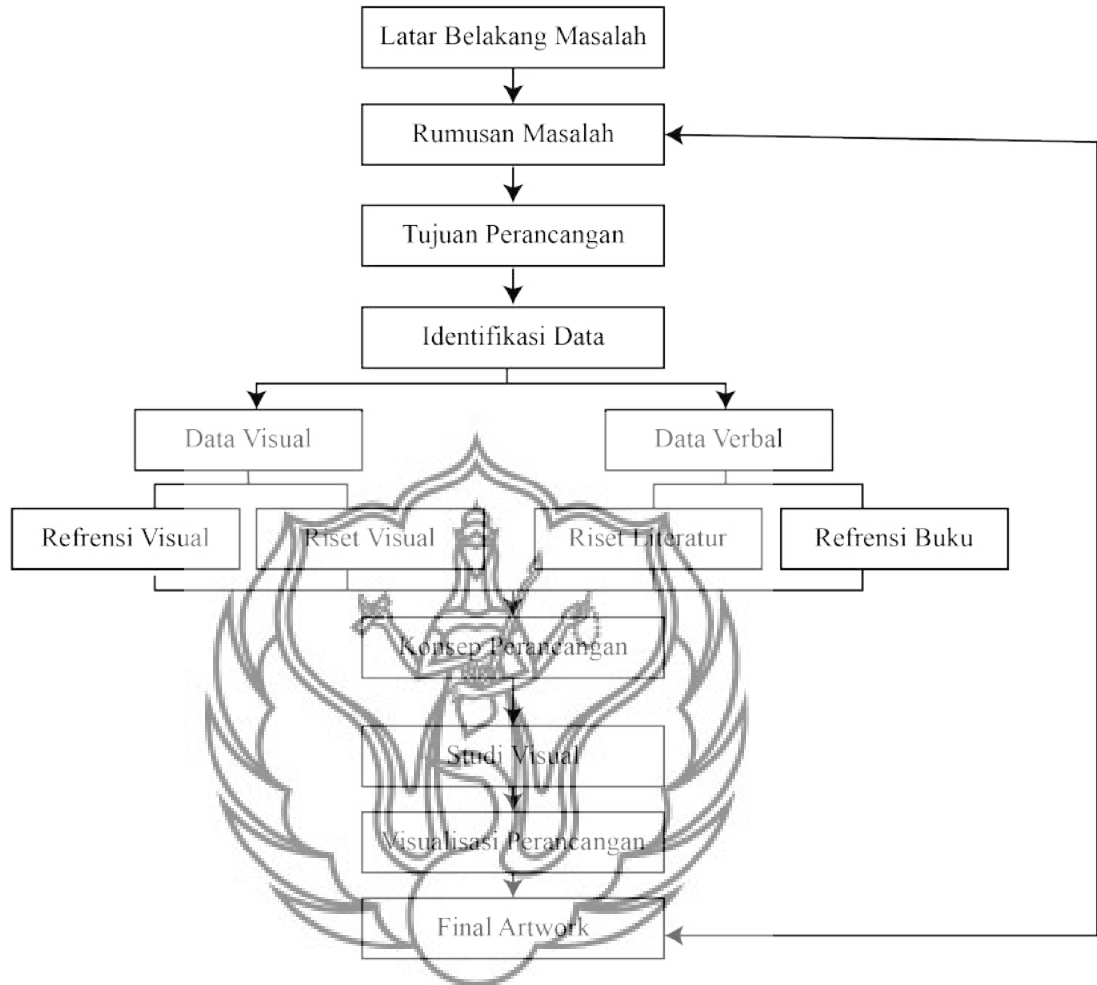 Latar Belakang Masalah
Rumusan Masalah
Tujuan Perancangan
Identifikasi Data
Data Visual
Data Verbal
Refrensi Visual
Riset Visual
Riset Literatur
Refrensi Buku
Konsep Perancangan
Studi Visual
Visualisasi Perancangan
Final Artwork